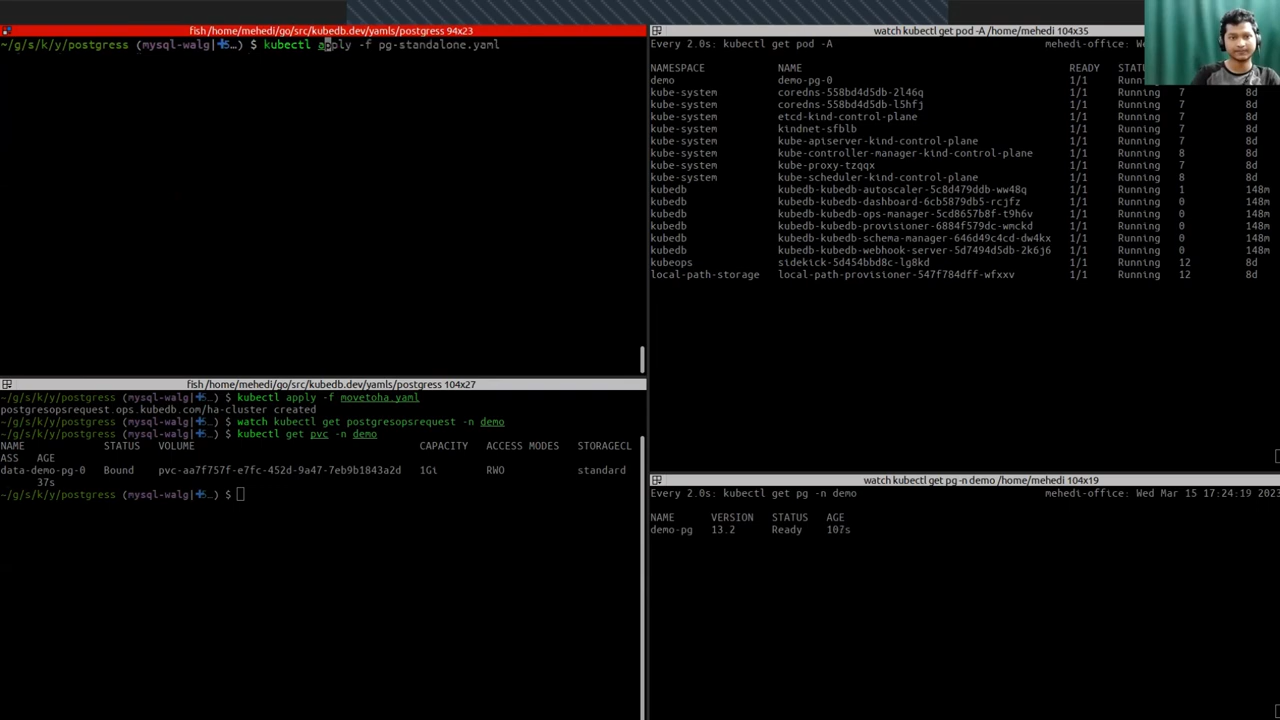 fish /home/mehedi/go/src/kubedb.dev/yamls/postgress 94x23
~/g/s/k/y/postgress (mysql-walg|✚5…) $ kubectl apply -f pg-standalone.yaml
fish /home/mehedi/go/src/kubedb.dev/yamls/postgress 104x27
~/g/s/k/y/postgress (mysql-walg|✚5…) $ kubectl apply -f movetoha.yaml
postgresopsrequest.ops.kubedb.com/ha-cluster created
~/g/s/k/y/postgress (mysql-walg|✚5…) $ watch kubectl get postgresopsrequest -n demo
~/g/s/k/y/postgress (mysql-walg|✚5…) $ kubectl get pvc -n demo
NAME STATUS VOLUME CAPACITY ACCESS MODES STORAGECL
ASS AGE
data-demo-pg-0 Bound pvc-aa7f757f-e7fc-452d-9a47-7eb9b1843a2d 1Gi RWO standard
37s
~/g/s/k/y/postgress (mysql-walg|✚5…) $
watch kubectl get pod -A /home/mehedi 104x35
Every 2.0s: kubectl get pod -A mehedi-office: We
NAMESPACE NAME READY STATU
demo demo-pg-0 1/1 Running
kube-system coredns-558bd4d5db-2l46q 1/1 Running 7 8d
kube-system coredns-558bd4d5db-l5hfj 1/1 Running 7 8d
kube-system etcd-kind-control-plane 1/1 Running 7 8d
kube-system kindnet-sfblb 1/1 Running 7 8d
kube-system kube-apiserver-kind-control-plane 1/1 Running 7 8d
kube-system kube-controller-manager-kind-control-plane 1/1 Running 8 8d
kube-system kube-proxy-tzqqx 1/1 Running 7 8d
kube-system kube-scheduler-kind-control-plane 1/1 Running 8 8d
kubedb kubedb-kubedb-autoscaler-5c8d479ddb-ww48q 1/1 Running 1 148m
kubedb kubedb-kubedb-dashboard-6cb5879db5-rcjfz 1/1 Running 0 148m
kubedb kubedb-kubedb-ops-manager-5cd8657b8f-t9h6v 1/1 Running 0 148m
kubedb kubedb-kubedb-provisioner-6884f579dc-wmckd 1/1 Running 0 148m
kubedb kubedb-kubedb-schema-manager-646d49c4cd-dw4kx 1/1 Running 0 148m
kubedb kubedb-kubedb-webhook-server-5d7494d5db-2k6j6 1/1 Running 0 148m
kubeops sidekick-5d454bbd8c-lg8kd 1/1 Running 12 8d
local-path-storage local-path-provisioner-547f784dff-wfxxv 1/1 Running 12 8d
watch kubectl get pg -n demo /home/mehedi 104x19
Every 2.0s: kubectl get pg -n demo mehedi-office: Wed Mar 15 17:24:19 2023
NAME VERSION STATUS AGE
demo-pg 13.2 Ready 107s